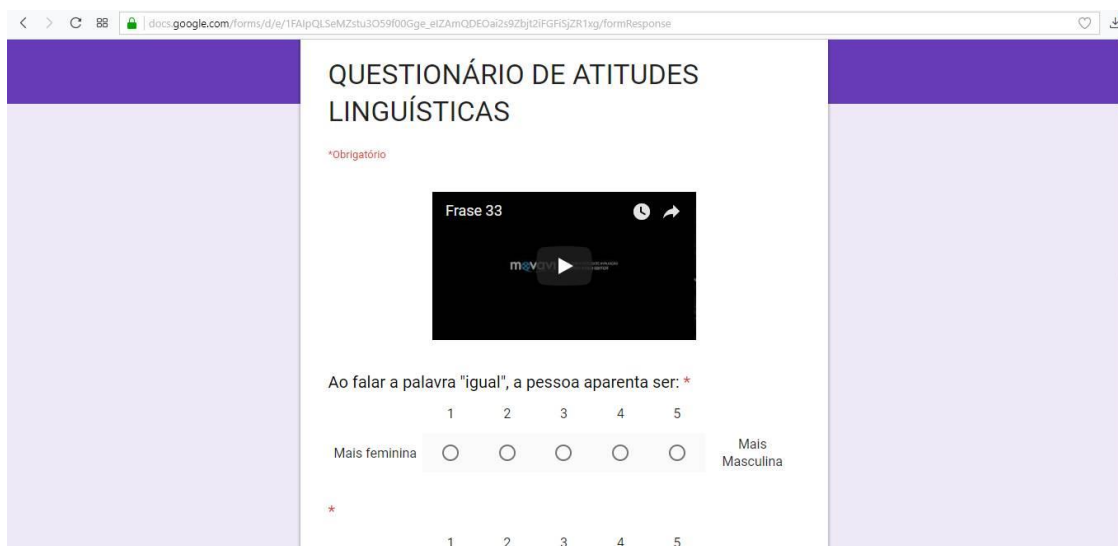 docs.google.com/forms/d/e/1FAIpQLSeMZstu3O59f00Gge_eIZAmQDEOai2s9Zbjt2iFGFiSjZR1xg/formResponse
QUESTIONÁRIO DE ATITUDES
LINGUÍSTICAS
*Obrigatório
Frase 33
movavi
Ao falar a palavra "igual", a pessoa aparenta ser: *
1 2 3 4 5
Mais feminina
Mais
Masculina
*
1 2 3 4 5